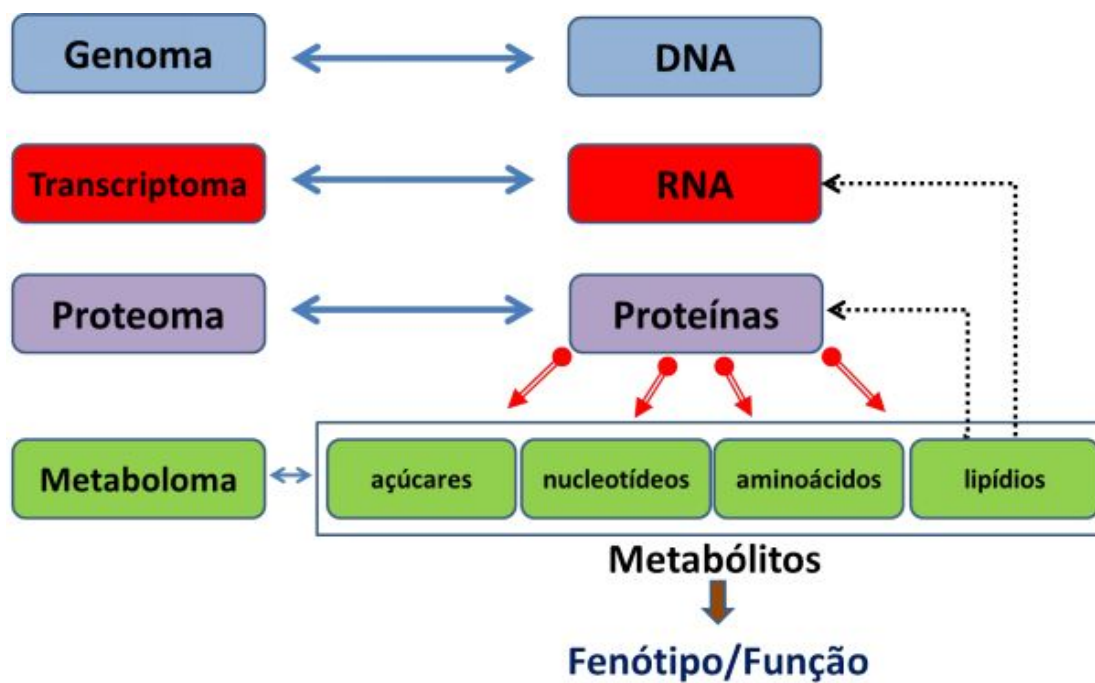 Genoma
DNA
Transcriptoma
RNA
Proteoma
Proteínas
Metaboloma
açúcares
nucleotídeos
aminoácidos
lipídios
Metabólitos
Fenótipo/Função